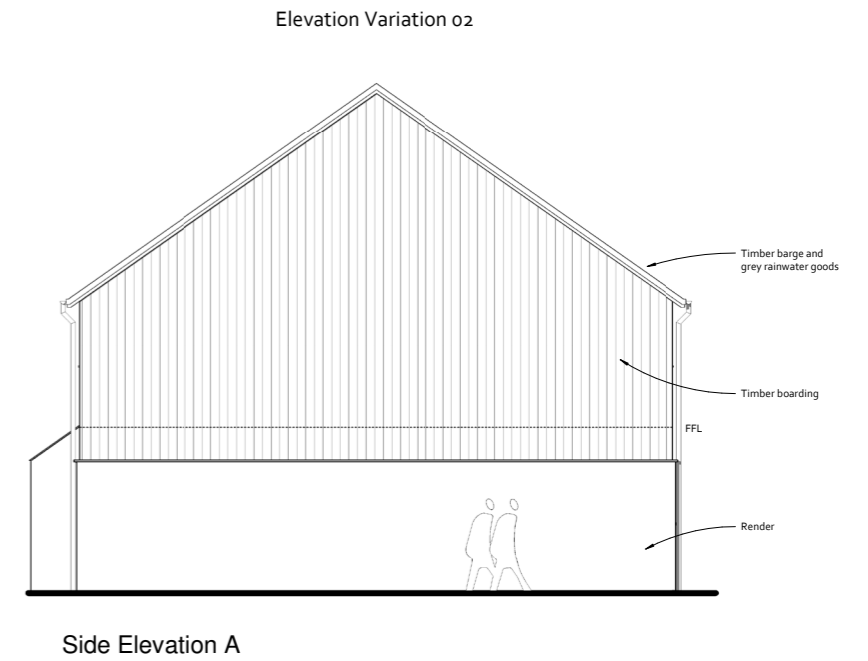 Elevation Variation 02
Timber barge and
grey rainwater goods
Timber boarding
FFL
Render
Side Elevation A